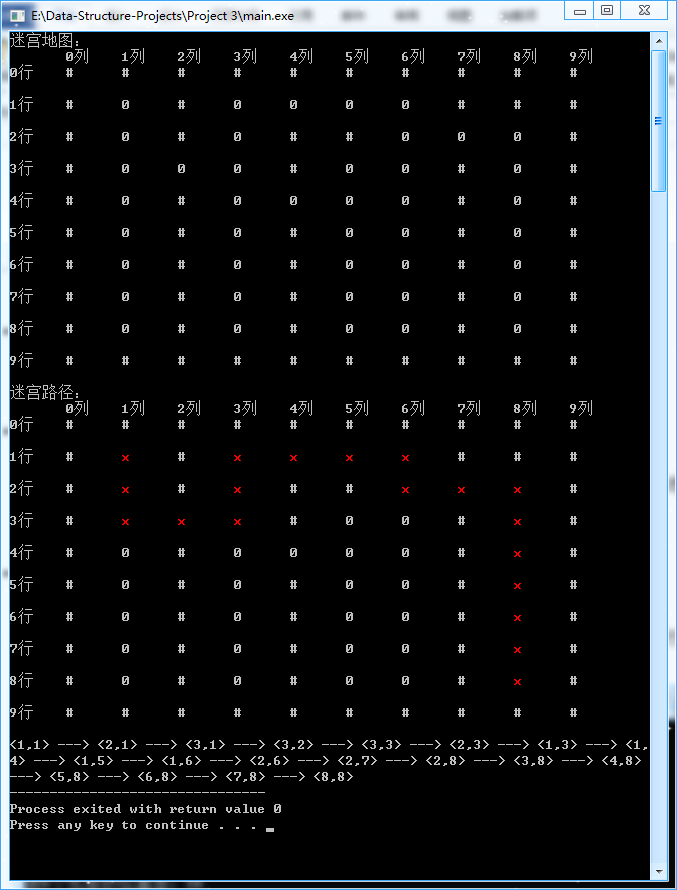 E:\Data-Structure-Projects\Project 3\main.exe
迷宫地图:
0列 1列 2列 3列 4列 5列 6列 7列 8列 9列
0行 # # # # # # # # # #
1行 # 0 # 0 0 0 0 # # #
2行 # 0 # 0 # # 0 0 0 #
3行 # 0 0 0 # 0 0 # 0 #
4行 # 0 # 0 0 0 0 # 0 #
5行 # 0 # 0 # 0 0 # 0 #
6行 # 0 # 0 # 0 0 # 0 #
7行 # 0 # 0 # 0 0 # 0 #
8行 # 0 # 0 # 0 0 # 0 #
9行 # # # # # # # # # #
迷宫路径:
0列 1列 2列 3列 4列 5列 6列 7列 8列 9列
0行 # # # # # # # # # #
1行 # x # x x x x # # #
2行 # x # x # # x x x #
3行 # x x x # 0 0 # x #
4行 # 0 # 0 0 0 0 # x #
5行 # 0 # 0 # 0 0 # x #
6行 # 0 # 0 # 0 0 # x #
7行 # 0 # 0 # 0 0 # x #
8行 # 0 # 0 # 0 0 # x #
9行 # # # # # # # # # #
<1,1> ---> <2,1> ---> <3,1> ---> <3,2> ---> <3,3> ---> <2,3> ---> <1,3> ---> <1,
4> ---> <1,5> ---> <1,6> ---> <2,6> ---> <2,7> ---> <2,8> ---> <3,8> ---> <4,8>
---> <5,8> ---> <6,8> ---> <7,8> ---> <8,8>
--------------------------------
Process exited with return value 0
Press any key to continue . . .